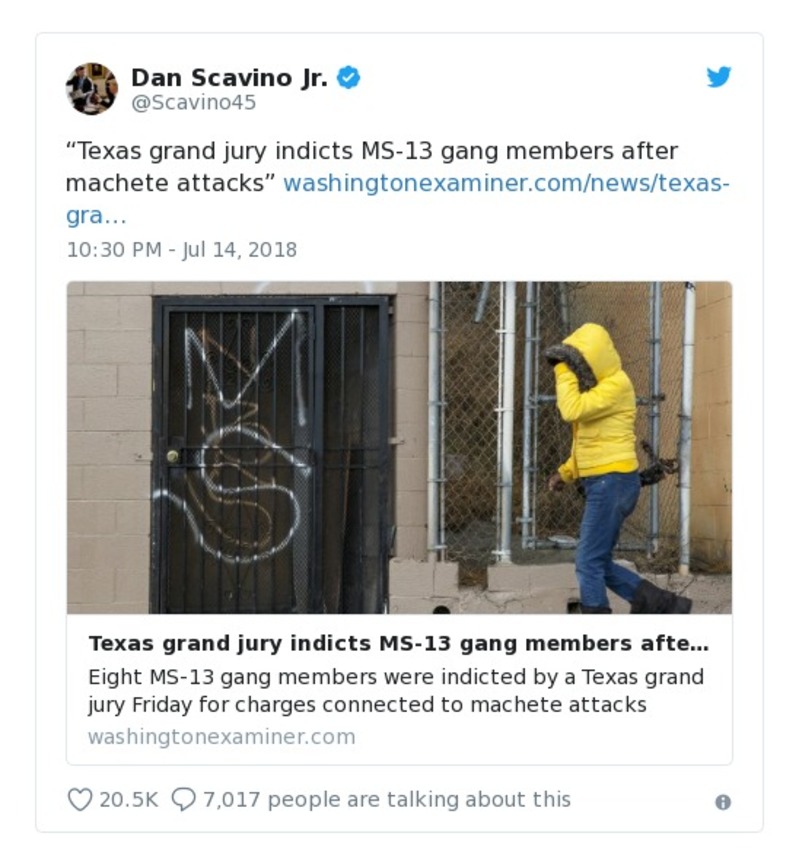 Dan Scavino Jr.
@Scavino45
“Texas grand jury indicts MS-13 gang members after
machete attacks” washingtonexaminer.com/news/texas-
gra…
10:30 PM - Jul 14, 2018
MS
Texas grand jury indicts MS-13 gang members afte…
Eight MS-13 gang members were indicted by a Texas grand
jury Friday for charges connected to machete attacks
washingtonexaminer.com
20.5K 7,017 people are talking about this